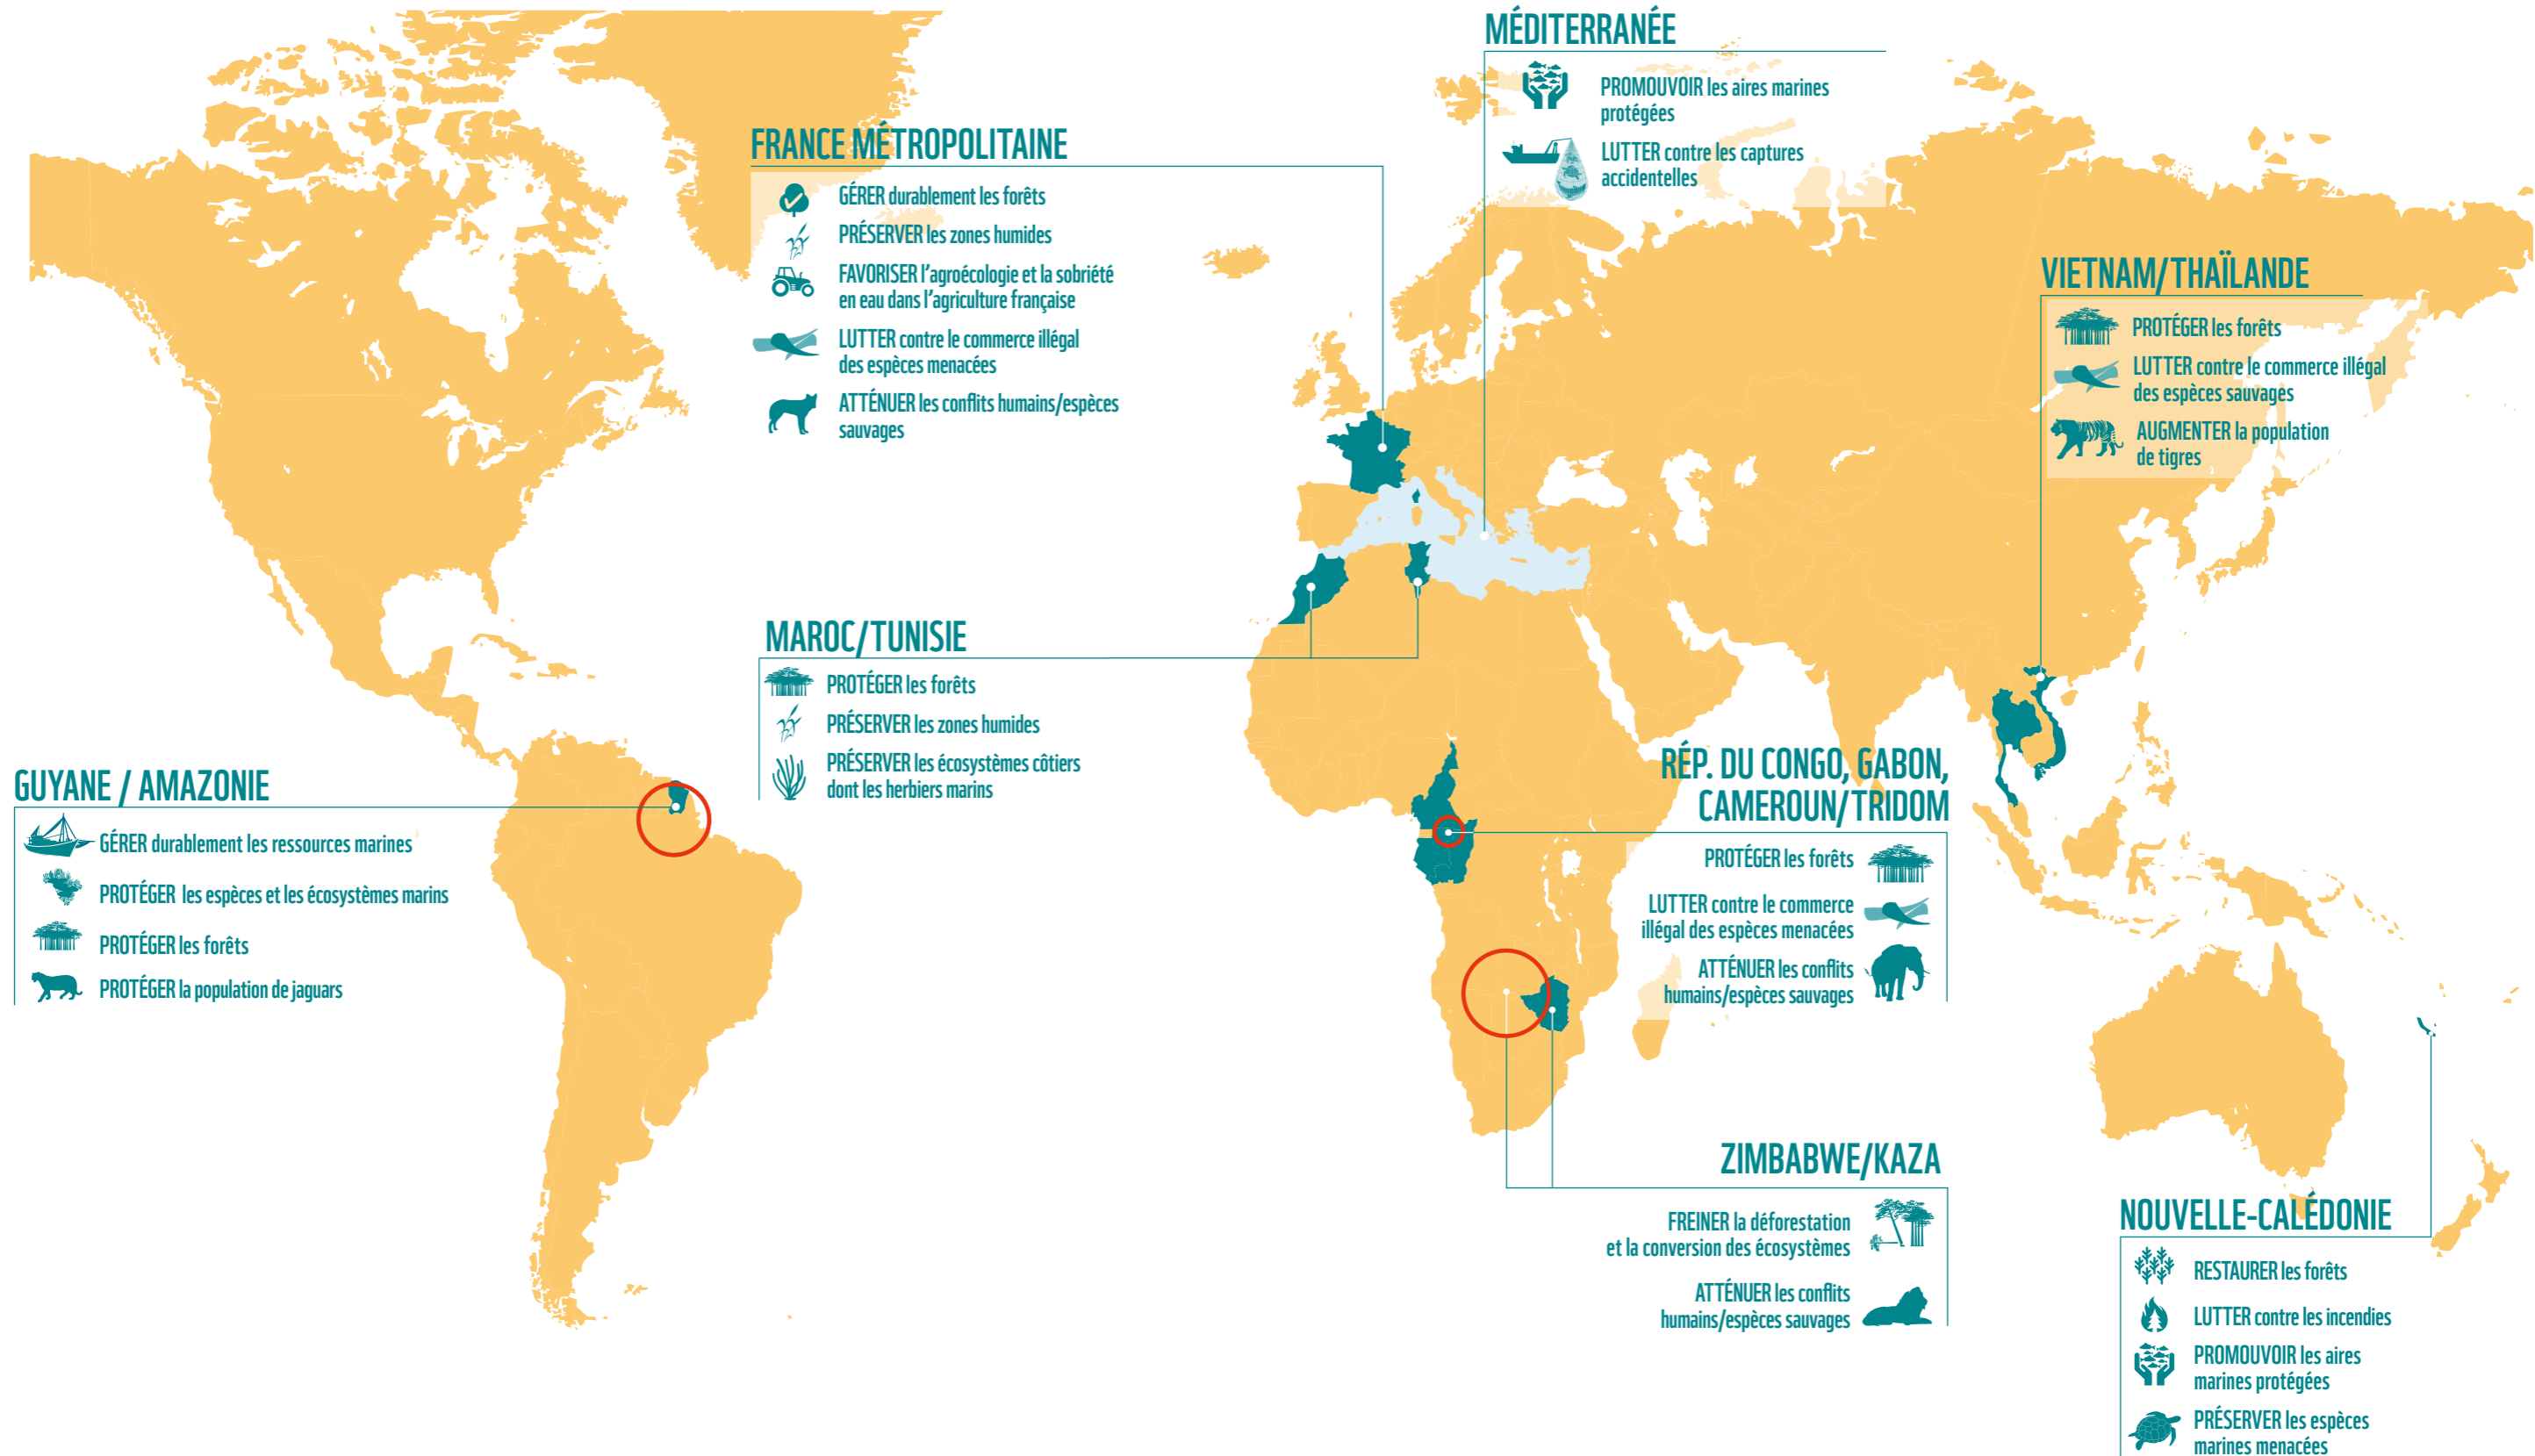 MÉDITERRANÉE
PROMOUVOIR les aires marines
protégées
LUTTER contre les captures
accidentelles
FRANCE MÉTROPOLITAINE
GÉRER durablement les forêts
PRÉSERVER les zones humides
FAVORISER l'agroécologie et la sobriété
en eau dans l'agriculture française
LUTTER contre le commerce illégal
des espèces menacées
ATTÉNUER les conflits humains/espèces
sauvages
VIETNAM/THAÏLANDE
PROTÉGER les forêts
LUTTER contre le commerce illégal
des espèces sauvages
AUGMENTER la population
de tigres
MAROC/TUNISIE
PROTÉGER les forêts
PRÉSERVER les zones humides
PRÉSERVER les écosystèmes côtiers
dont les herbiers marins
GUYANE / AMAZONIE
GÉRER durablement les ressources marines
PROTÉGER les espèces et les écosystèmes marins
PROTÉGER les forêts
PROTÉGER la population de jaguars
RÉP. DU CONGO, GABON,
CAMEROUN/TRIDOM
PROTÉGER les forêts
LUTTER contre le commerce
illégal des espèces menacées
ATTÉNUER les conflits
humains/espèces sauvages
ZIMBABWE/KAZA
FREINER la déforestation
et la conversion des écosystèmes
ATTÉNUER les conflits
humains/espèces sauvages
NOUVELLE-CALÉDONIE
RESTAURER les forêts
LUTTER contre les incendies
PROMOUVOIR les aires
marines protégées
PRÉSERVER les espèces
marines menacées